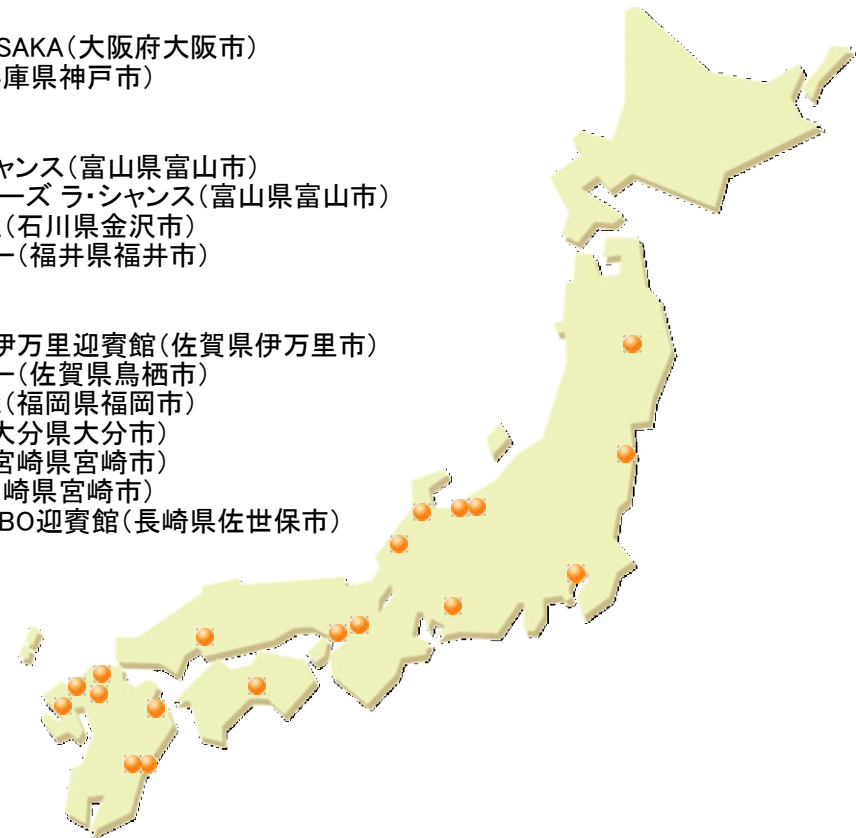 SAKA(大阪府大阪市)
庫県神戸市)
ャンス(富山県富山市)
ーズ ラ・シャンス(富山県富山市)
(石川県金沢市)
ー(福井県福井市)
伊万里迎賓館(佐賀県伊万里市)
ー(佐賀県鳥栖市)
(福岡県福岡市)
大分県大分市)
宮崎県宮崎市)
崎県宮崎市)
BO迎賓館(長崎県佐世保市)